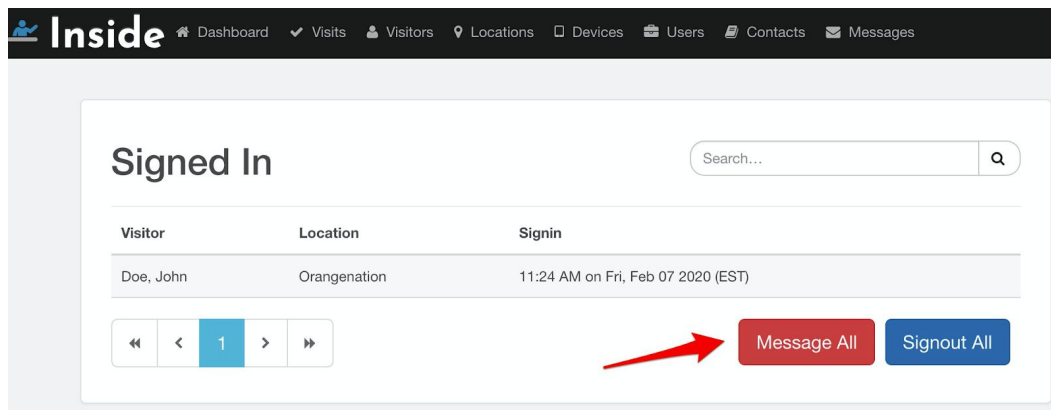 Inside Dashboard Visits Visitors Locations Devices Users Contacts Messages
Signed In
Search...
Visitor Location Signin
Doe, John Orangenation 11:24 AM on Fri, Feb 07 2020 (EST)
1
Message All Signout All